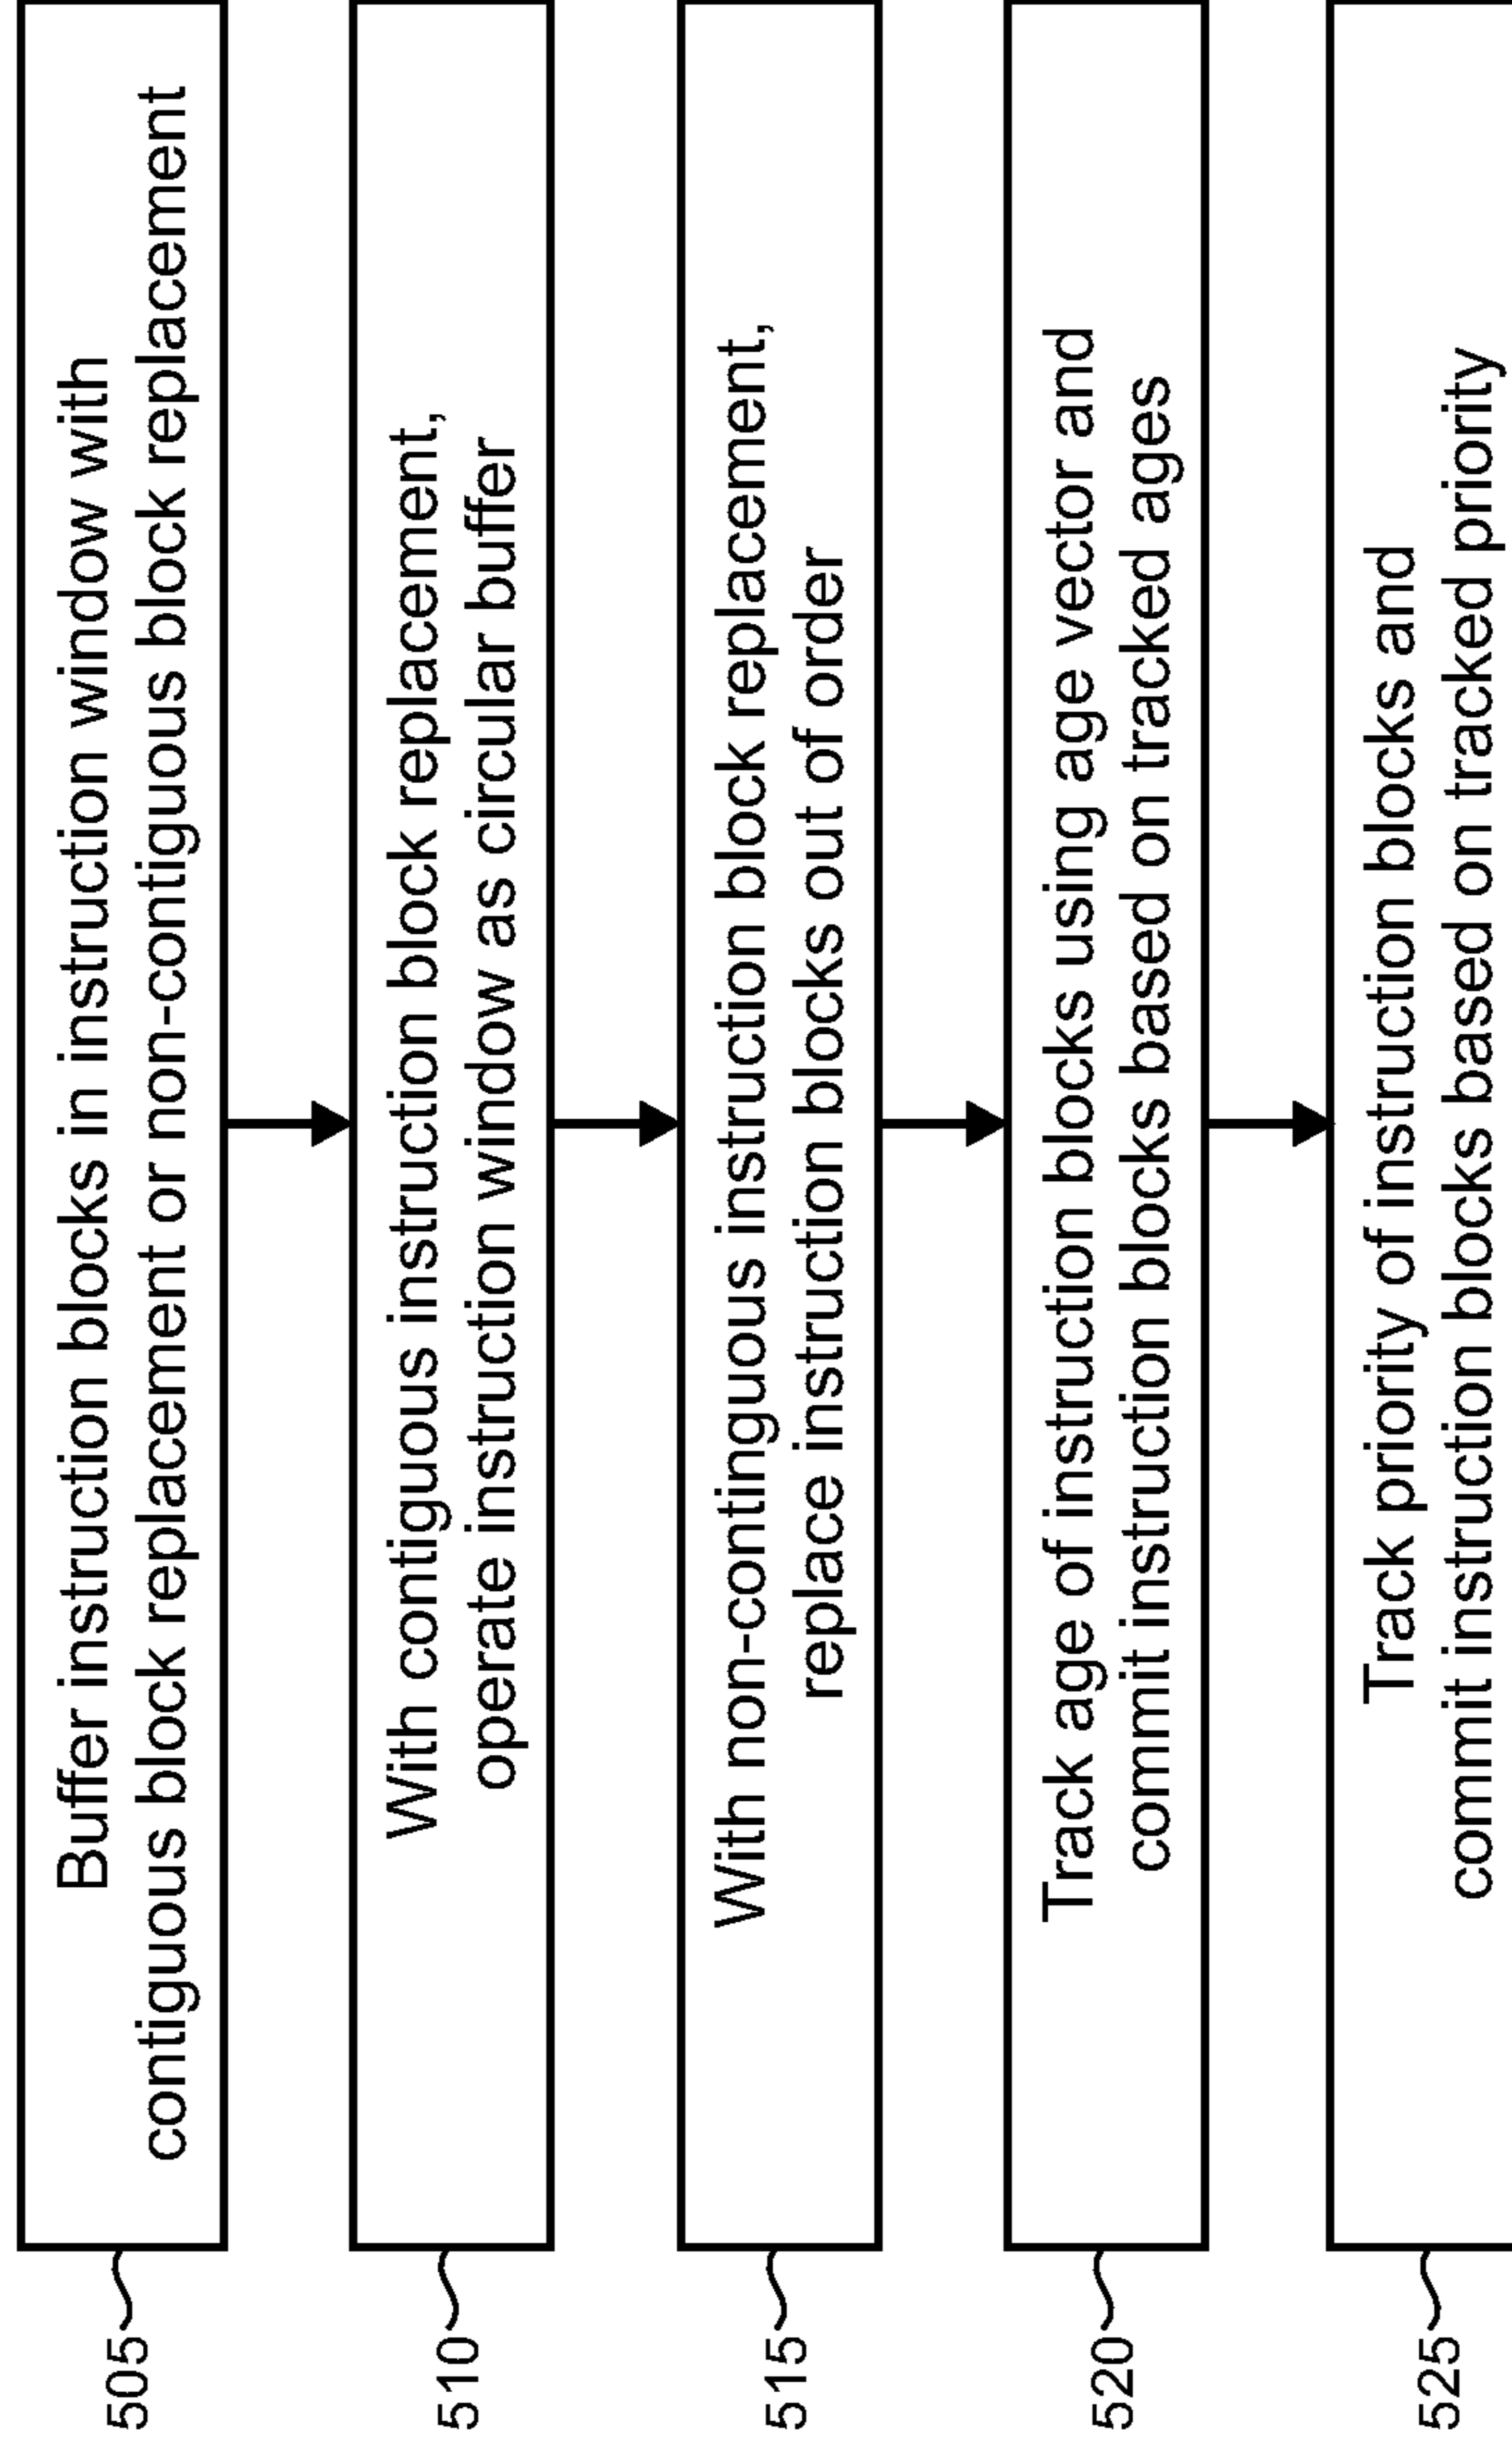 505
Buffer instruction blocks in instruction window with
contiguous block replacement or non-contiguous block replacement
510
With contiguous instruction block replacement,
operate instruction window as circular buffer
515
With non-continguous instruction block replacement,
replace instruction blocks out of order
520
Track age of instruction blocks using age vector and
commit instruction blocks based on tracked ages
525
Track priority of instruction blocks and
commit instruction blocks based on tracked priority